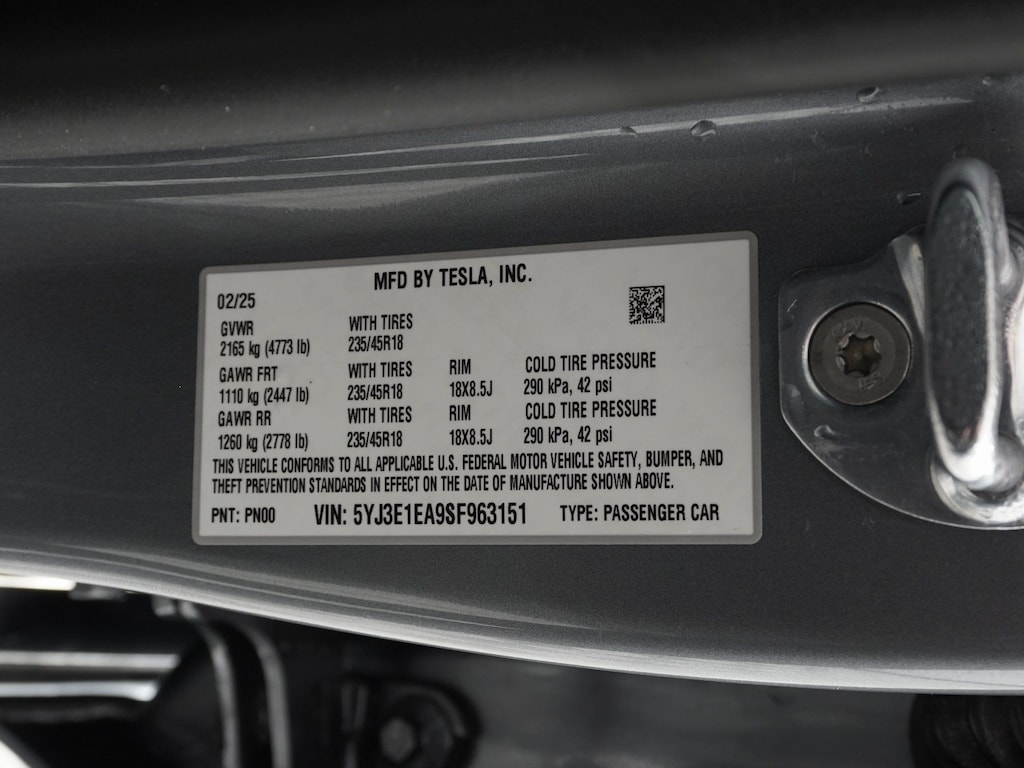 MFD BY TESLA, INC.
02/25
GVWR WITH TIRES
2165 kg (4773 lb) 235/45R18
GAWR FRT WITH TIRES RIM COLD TIRE PRESSURE
1110 kg (2447 lb) 235/45R18 18X8.5J 290 kPa, 42 psi
GAWR RR WITH TIRES RIM COLD TIRE PRESSURE
1260 kg (2778 lb) 235/45R18 18X8.5J 290 kPa, 42 psi
THIS VEHICLE CONFORMS TO ALL APPLICABLE U.S. FEDERAL MOTOR VEHICLE SAFETY, BUMPER, AND
THEFT PREVENTION STANDARDS IN EFFECT ON THE DATE OF MANUFACTURE SHOWN ABOVE.
PNT: PN00 VIN: 5YJ3E1EA9SF963151 TYPE: PASSENGER CAR